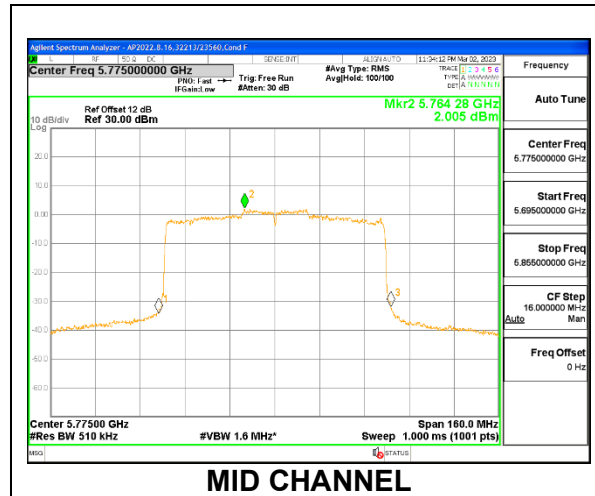 Agilent Spectrum Analyzer - AP2022.8.16,32213/23560,Cond F
L RF 50 Ω DC SENSE:INT ALIGN AUTO 11:34:12 PM Mar 02, 2023
Center Freq 5.775000000 GHz
PNO: Fast
IFGain:Low
Trig: Free Run
#Atten: 30 dB
#Avg Type: RMS
Avg|Hold: 100/100
TRACE 1 2 3 4 5 6
TYPE A WWWWW
DET A N N N N N
Frequency
Ref Offset 12 dB
Ref 30.00 dBm
10 dB/div
Log
Mkr2 5.764 28 GHz
2.005 dBm
Auto Tune
Center Freq
5.775000000 GHz
Start Freq
5.695000000 GHz
Stop Freq
5.855000000 GHz
CF Step
16.000000 MHz
Auto Man
Freq Offset
0 Hz
20.0
10.0
0.00
-10.0
-20.0
-30.0
-40.0
-50.0
-60.0
2
3
Center 5.77500 GHz
Span 160.0 MHz
#Res BW 510 kHz
#VBW 1.6 MHz*
Sweep 1.000 ms (1001 pts)
MSG
STATUS
MID CHANNEL